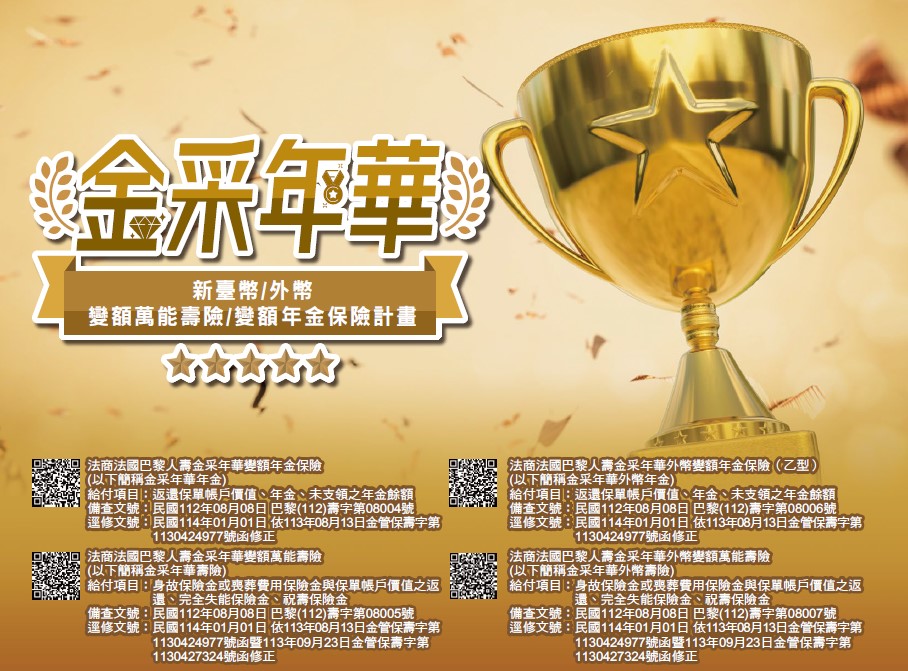 金采年華
新臺幣/外幣
變額萬能壽險/變額年金保險計畫
法商法國巴黎人壽金采年華變額年金保險
(以下簡稱金采年華年金)
給付項目：返還保單帳戶價值、年金、未支領之年金餘額
備查文號：民國112年08月08日 巴黎(112)壽字第08004號
逕修文號：民國114年01月01日 依113年08月13日金管保壽字第
1130424977號函修正
法商法國巴黎人壽金采年華變額萬能壽險
(以下簡稱金采年華壽險)
給付項目：身故保險金或喪葬費用保險金與保單帳戶價值之返
還、完全失能保險金、祝壽保險金
備查文號：民國112年08月08日 巴黎(112)壽字第08005號
逕修文號：民國114年01月01日 依113年08月13日金管保壽字第
1130424977號函暨113年09月23日金管保壽字第
1130427324號函修正
法商法國巴黎人壽金采年華外幣變額年金保險（乙型）
(以下簡稱金采年華外幣年金)
給付項目：返還保單帳戶價值、年金、未支領之年金餘額
備查文號：民國112年08月08日 巴黎(112)壽字第08006號
逕修文號：民國114年01月01日 依113年08月13日金管保壽字第
1130424977號函修正
法商法國巴黎人壽金采年華外幣變額萬能壽險
(以下簡稱金采年華外幣壽險)
給付項目：身故保險金或喪葬費用保險金與保單帳戶價值之返
還、完全失能保險金、祝壽保險金
備查文號：民國112年08月08日 巴黎(112)壽字第08007號
逕修文號：民國114年01月01日 依113年08月13日金管保壽字第
1130424977號函暨113年09月23日金管保壽字第
1130427324號函修正